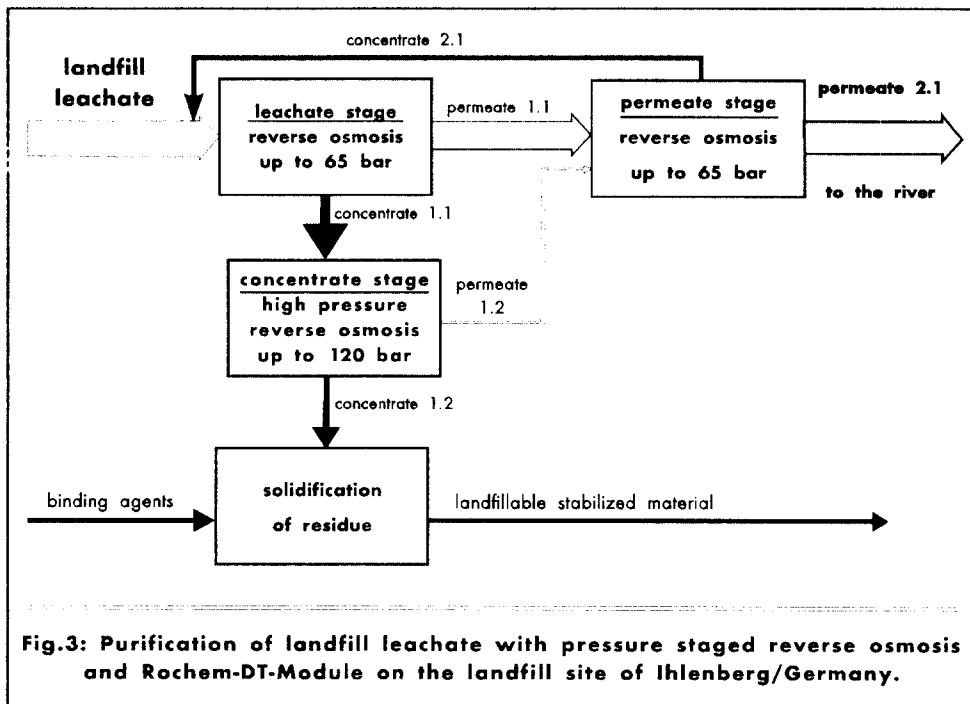 concentrate 2.1
landfill
leachate
leachate stage
reverse osmosis
up to 65 bar
permeate 1.1
permeate stage
reverse osmosis
up to 65 bar
permeate 2.1
to the river
concentrate 1.1
concentrate stage
high pressure
reverse osmosis
up to 120 bar
permeate
1.2
concentrate 1.2
binding agents
solidification
of residue
landfillable stabilized material
Fig.3: Purification of landfill leachate with pressure staged reverse osmosis
and Rochem-DT-Module on the landfill site of Ihlenberg/Germany.